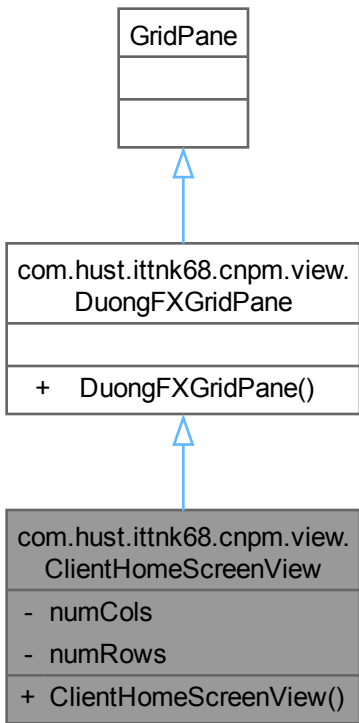 GridPane
com.hust.ittnk68.cnpm.view.
DuongFXGridPane
+ DuongFXGridPane()
com.hust.ittnk68.cnpm.view.
ClientHomeScreenView
- numCols
- numRows
+ ClientHomeScreenView()